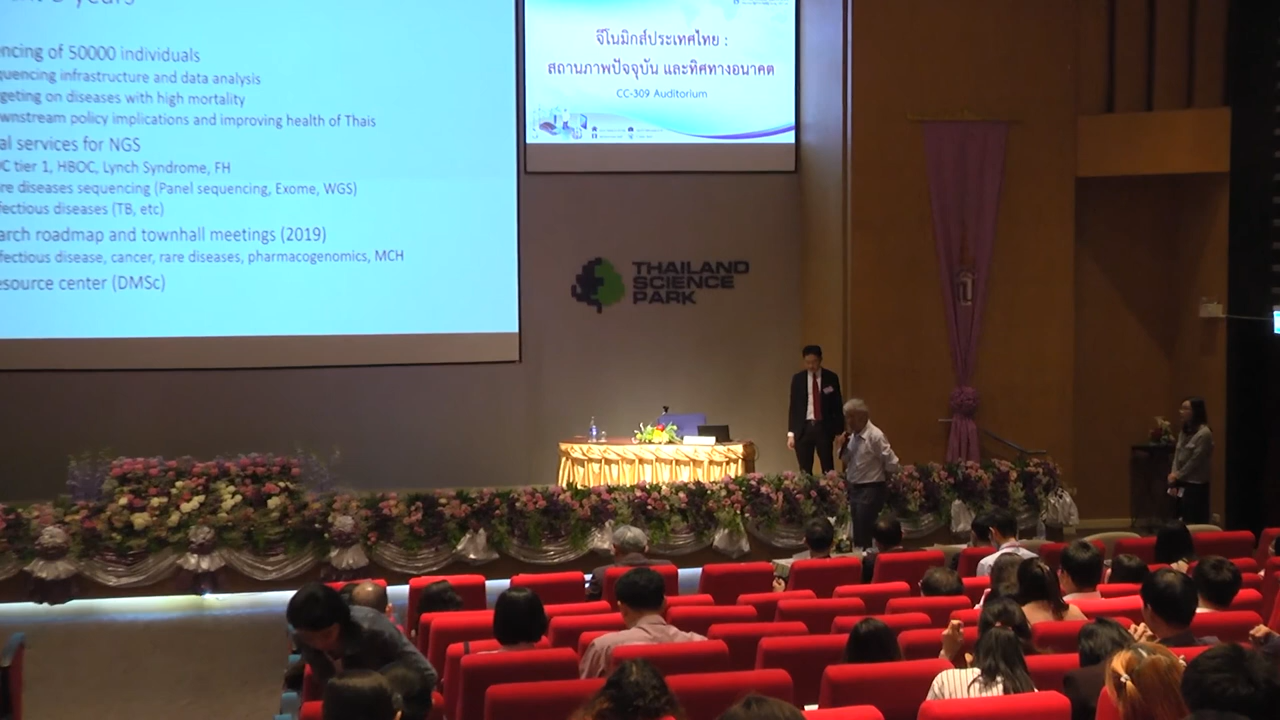 encing of 50000 individuals
quencing infrastructure and data analysis
geting on diseases with high mortality
wnstream policy implications and improving health of Thais
al services for NGS
OC tier 1, HBOC, Lynch Syndrome, FH
re diseases sequencing (Panel sequencing, Exome, WGS)
fectious diseases (TB, etc)
arch roadmap and townhall meetings (2019)
fectious disease, cancer, rare diseases, pharmacogenomics, MCH
esource center (DMSc)
จีโนมิกส์ประเทศไทย :
สถานภาพปัจจุบัน และทิศทางอนาคต
CC-309 Auditorium
THAILAND
SCIENCE
PARK